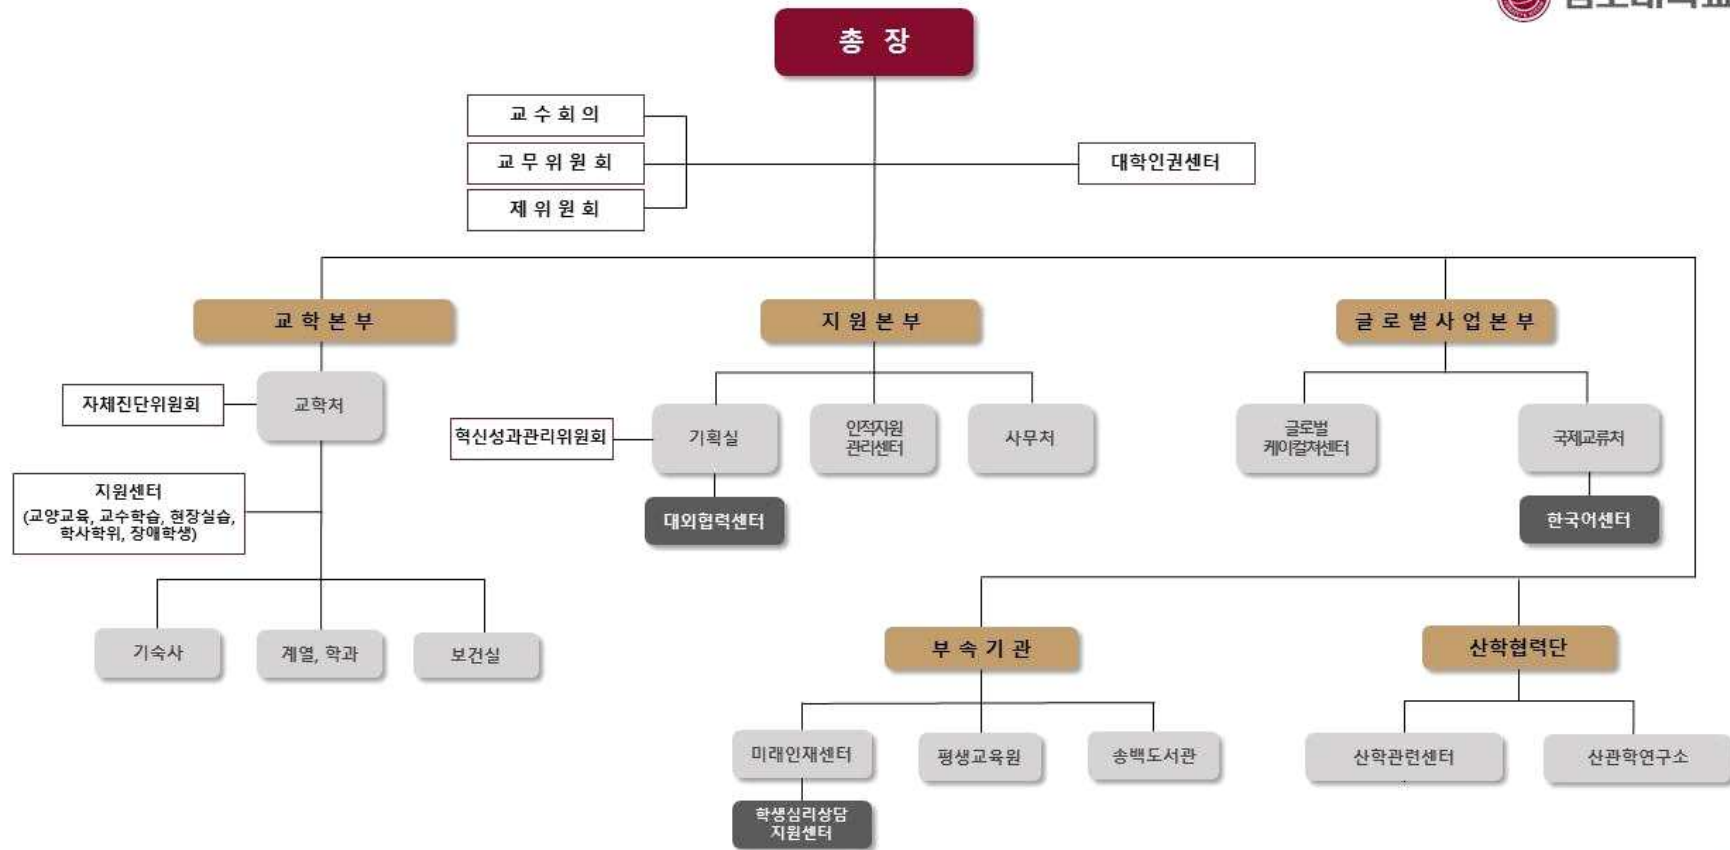 총 장
교 수 회 의
교 무 위 원 회
대학인권센터
제 위 원 회
교 학 본 부
지 원 본 부
글 로 벌 사 업 본 부
자체진단위원회
교학처
혁신성과관리위원회
기획실
인적자원
관리센터
사무처
글로벌
케이컬쳐센터
국제교류처
지원센터
(교양교육, 교수학습, 현장실습,
학사학위, 장애학생)
대외협력센터
한국어센터
기숙사
계열, 학과
보건실
부 속 기 관
산학협력단
미래인재센터
평생교육원
송백도서관
산학관련센터
산관학연구소
학생심리상담
지원센터